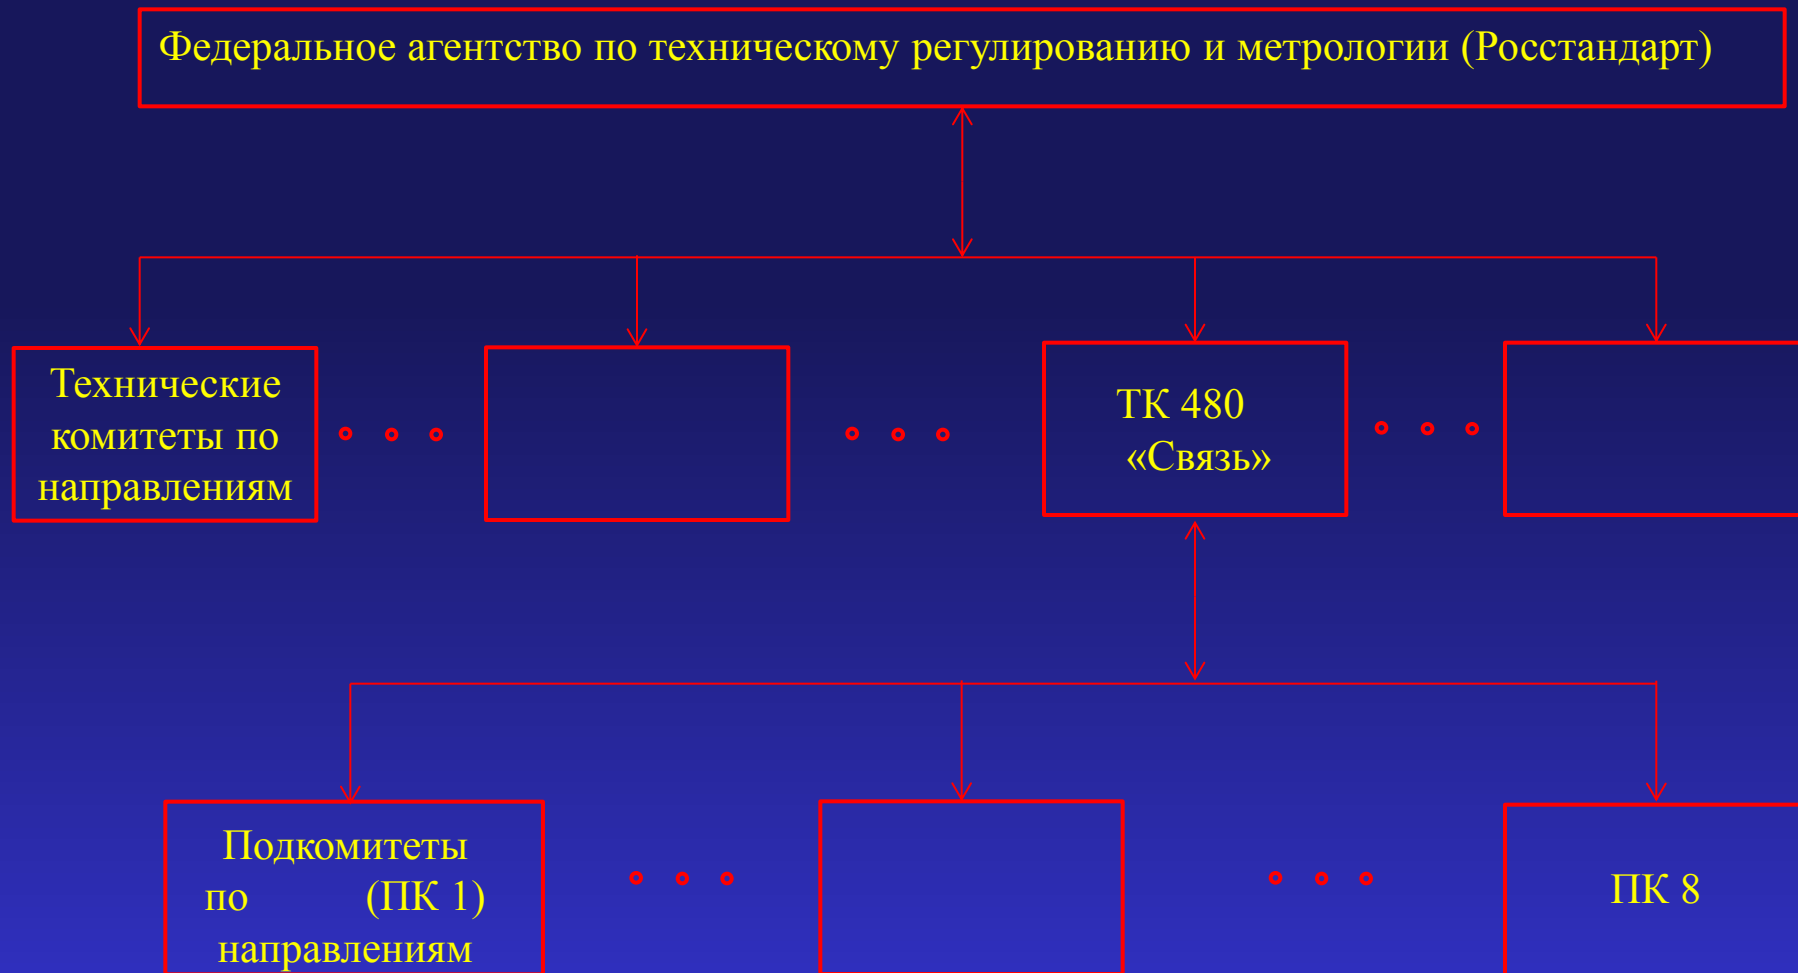 Федеральное агентство по техническому регулированию и метрологии (Росстандарт)
Технические
комитеты по
направлениям
ТК 480
«Связь»
Подкомитеты
по (ПК 1)
направлениям
ПК 8